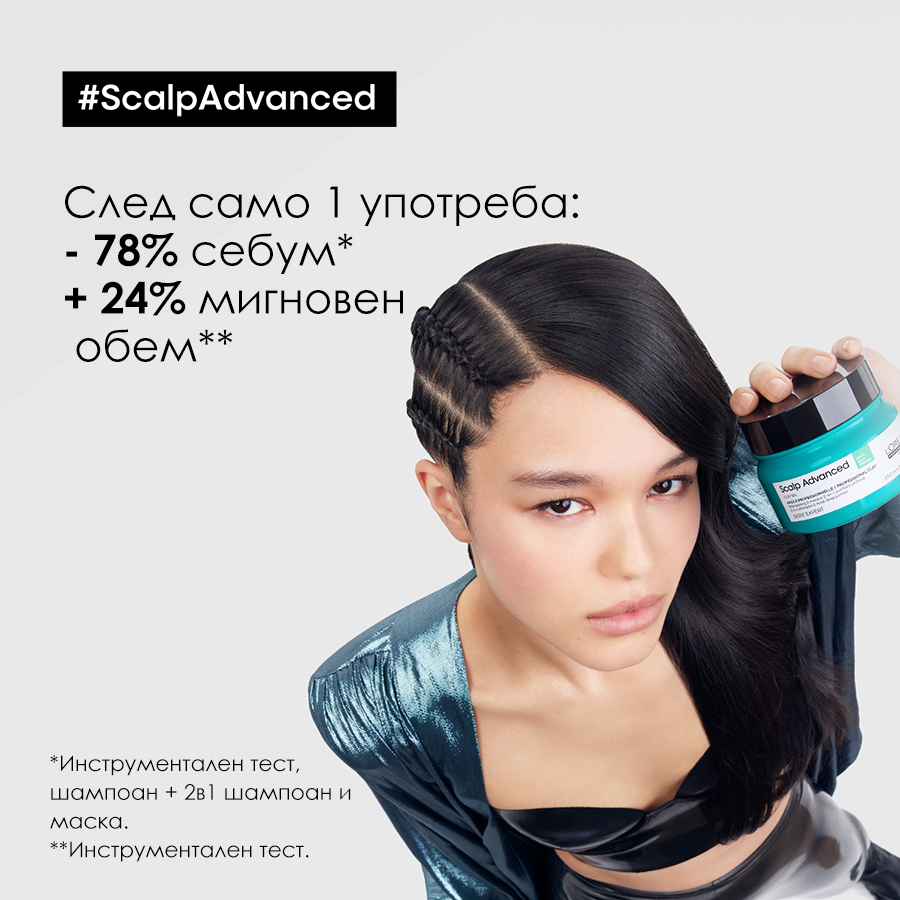 #ScalpAdvanced
След само 1 употреба:
- 78% себум*
+ 24% мигновен
обем**
Scalp Advanced
SERIE EXPERT
*Инструментален тест,
шампоан + 2в1 шампоан и
маска.
**Инструментален тест.